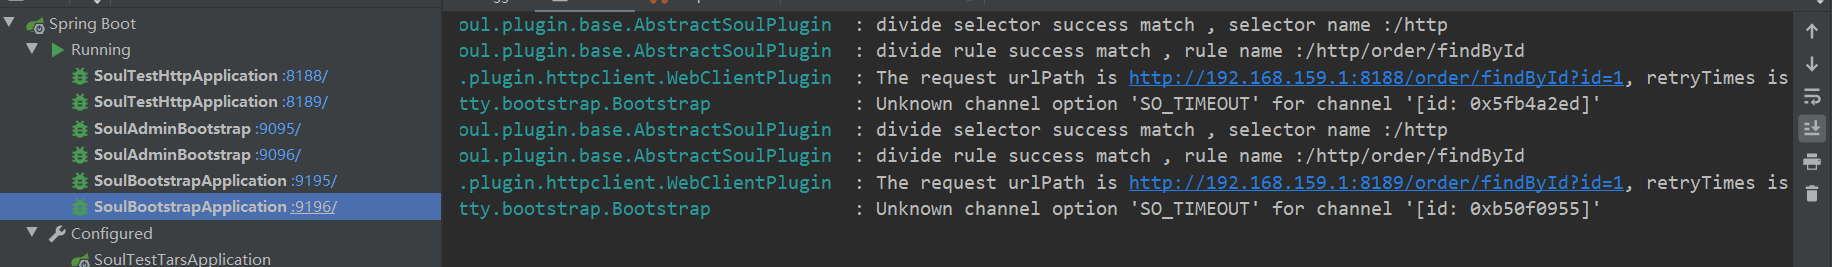 Spring Boot
Running
SoulTestHttpApplication :8188/
SoulTestHttpApplication :8189/
SoulAdminBootstrap :9095/
SoulAdminBootstrap :9096/
SoulBootstrapApplication :9195/
SoulBootstrapApplication :9196/
Configured
SoulTestTarsApplication
oul.plugin.base.AbstractSoulPlugin : divide selector success match , selector name :/http
oul.plugin.base.AbstractSoulPlugin : divide rule success match , rule name :/http/order/findById
.plugin.httpclient.WebClientPlugin : The request urlPath is http://192.168.159.1:8188/order/findById?id=1, retryTimes is
tty.bootstrap.Bootstrap : Unknown channel option 'SO_TIMEOUT' for channel '[id: 0x5fb4a2ed]'
oul.plugin.base.AbstractSoulPlugin : divide selector success match , selector name :/http
oul.plugin.base.AbstractSoulPlugin : divide rule success match , rule name :/http/order/findById
.plugin.httpclient.WebClientPlugin : The request urlPath is http://192.168.159.1:8189/order/findById?id=1, retryTimes is
tty.bootstrap.Bootstrap : Unknown channel option 'SO_TIMEOUT' for channel '[id: 0xb50f0955]'